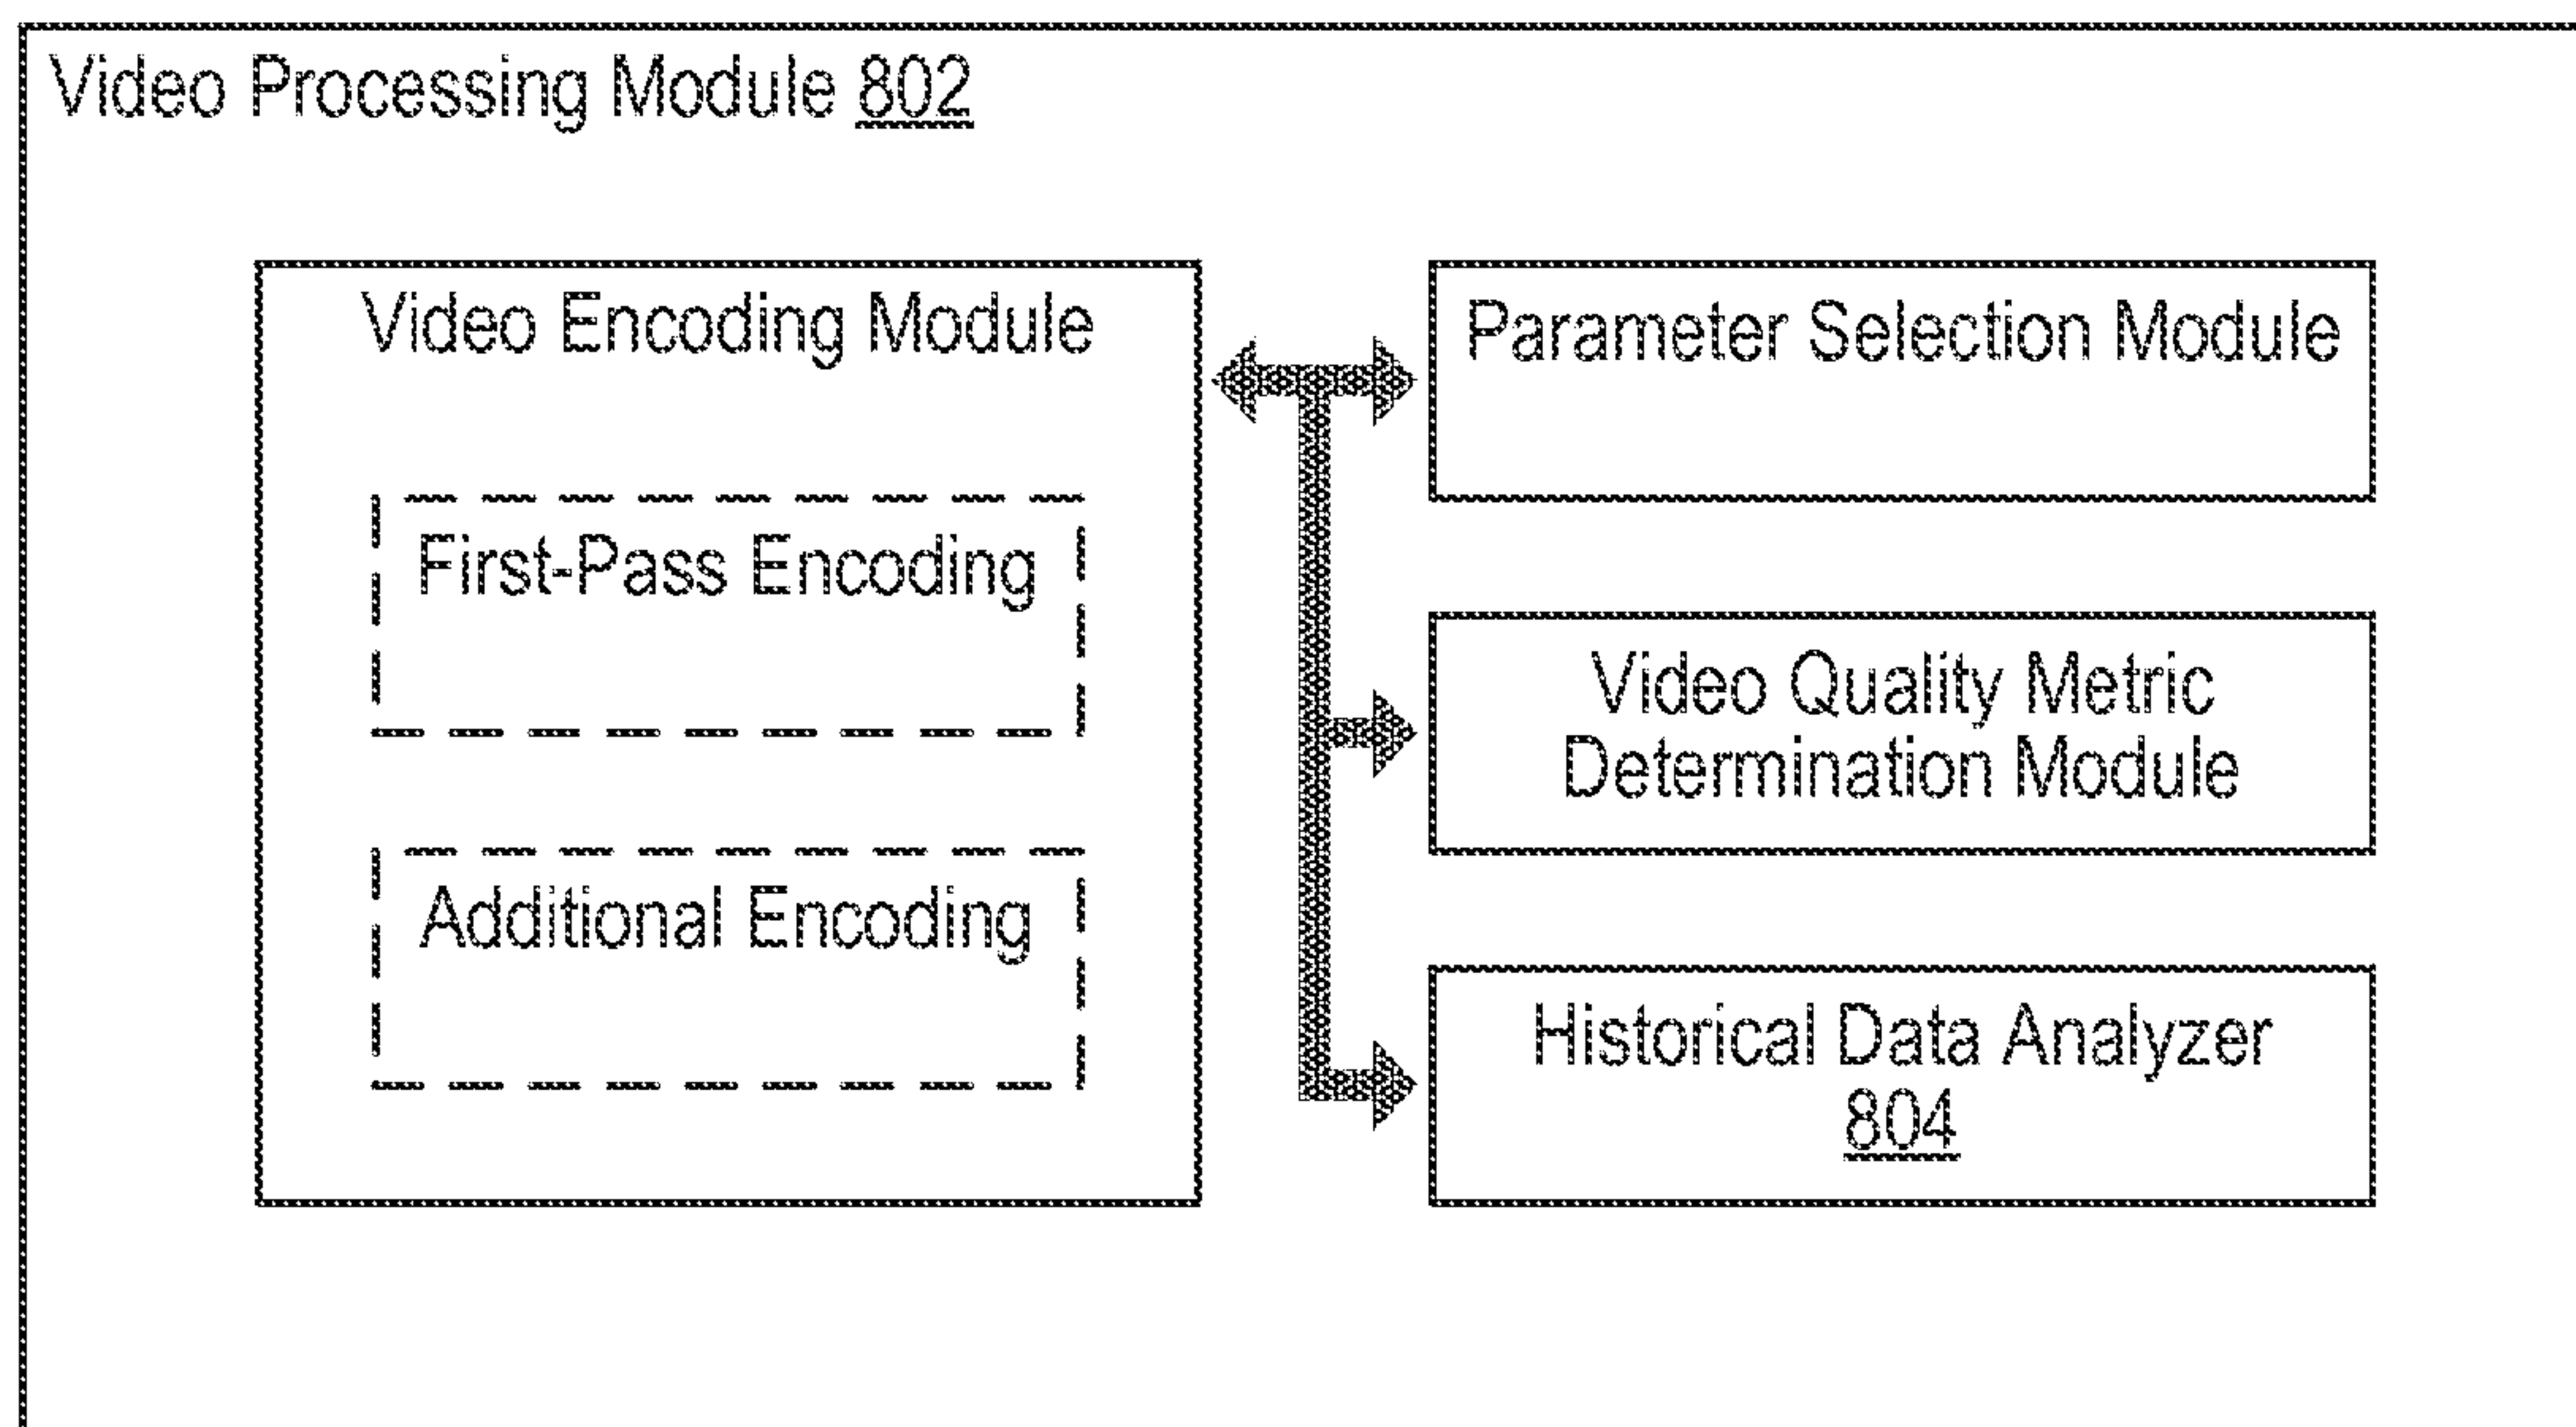 Video Processing Module 802
Video Encoding Module
First-Pass Encoding
Additional Encoding
Parameter Selection Module
Video Quality Metric
Determination Module
Historical Data Analyzer
804